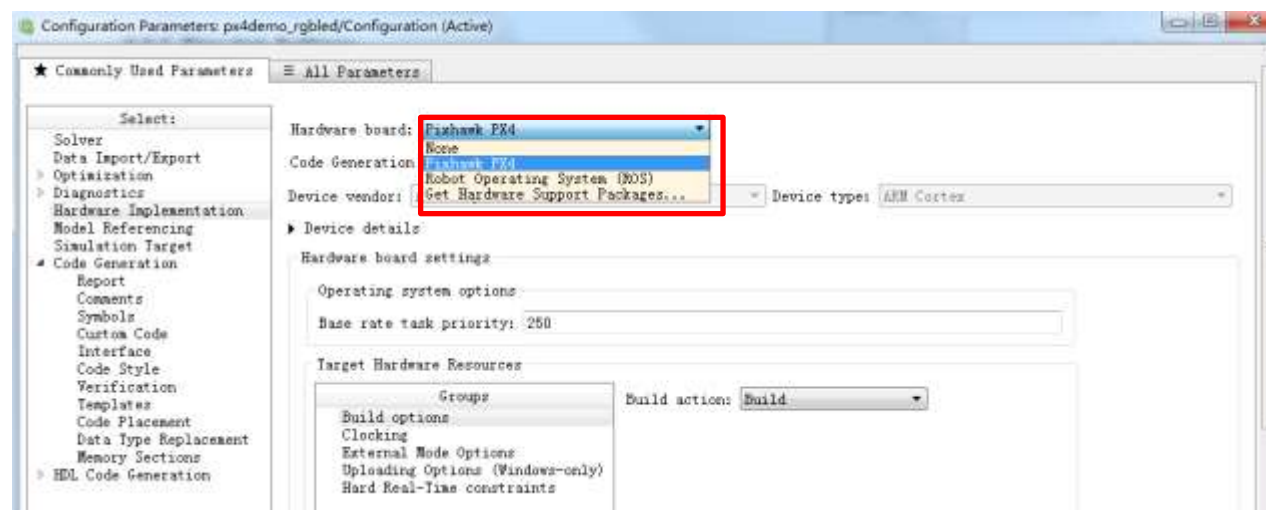 Configuration Parameters: px4demo_rgbled/Configuration (Active)
★ Commonly Used Parameters
≡ All Parameters
Select:
Solver
Data Import/Export
Optimization
Diagnostics
Hardware Implementation
Model Referencing
Simulation Target
Code Generation
Report
Comments
Symbols
Custom Code
Interface
Code Style
Verification
Templates
Code Placement
Data Type Replacement
Memory Sections
HDL Code Generation
Hardware board: Pixhawk PX4
None
Pixhawk PX4
Robot Operating System (ROS)
Get Hardware Support Packages...
Code Generation
Device vendor:
Device type: ARM Cortex
Device details
Hardware board settings
Operating system options
Base rate task priority: 250
Target Hardware Resources
Groups
Build options
Clocking
External Mode Options
Uploading Options (Windows-only)
Hard Real-Time constraints
Build action: Build